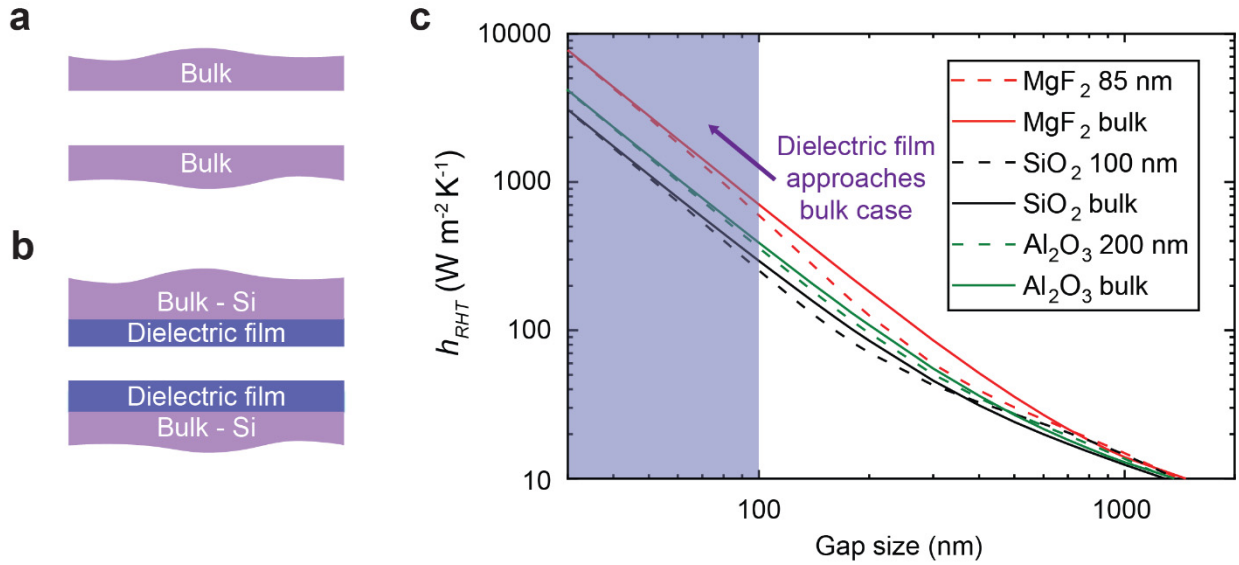 a
Bulk
Bulk
b
Bulk - Si
Dielectric film
Dielectric film
Bulk - Si
c
10000
1000
100
10
h_RHT (W m⁻² K⁻¹)
MgF₂ 85 nm
MgF₂ bulk
SiO₂ 100 nm
SiO₂ bulk
Al₂O₃ 200 nm
Al₂O₃ bulk
Dielectric film
approaches
bulk case
100
1000
Gap size (nm)